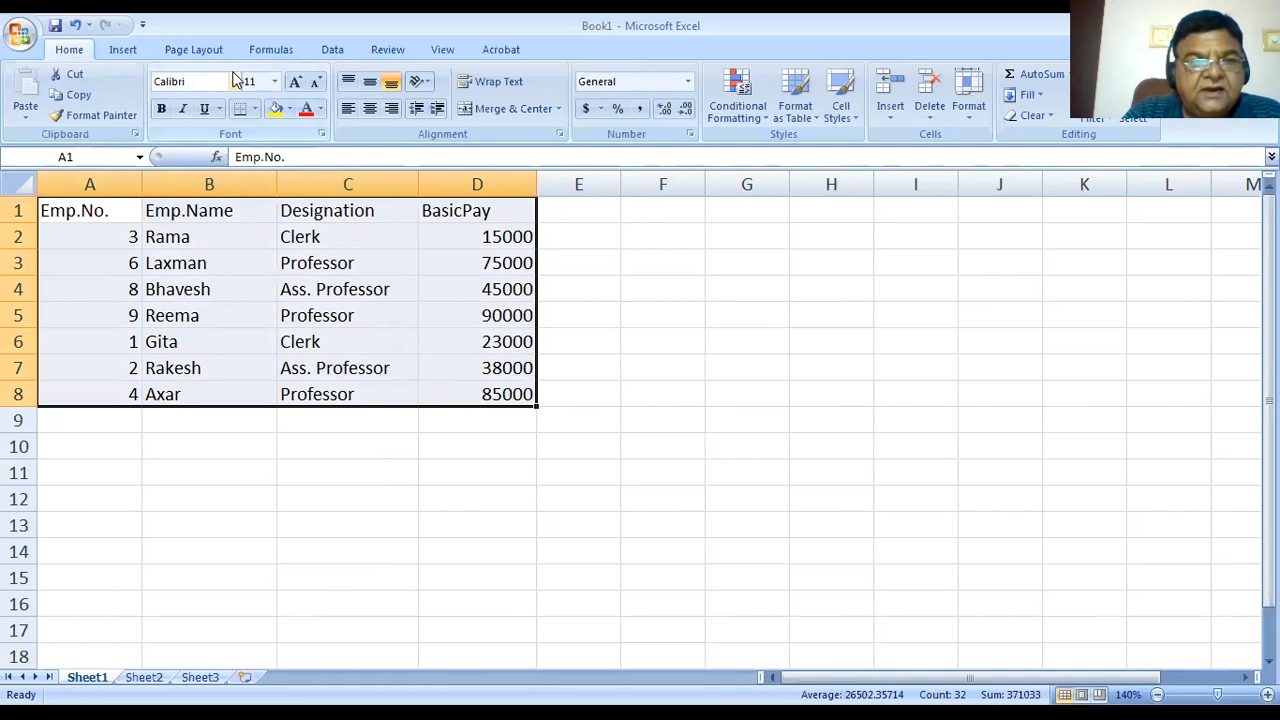 Book1 - Microsoft Excel
Home Insert Page Layout Formulas Data Review View Acrobat
Cut Calibri 11 Wrap Text General AutoSum
Copy Fill
Paste Format Painter B I U Merge & Center $ % , Conditional Formatting Format as Table Cell Styles Insert Delete Format Clear
Clipboard Font Alignment Number Styles Cells Editing
A1 fx Emp.No.
A B C D E F G H I J K L M
1 Emp.No. Emp.Name Designation BasicPay
2 3 Rama Clerk 15000
3 6 Laxman Professor 75000
4 8 Bhavesh Ass. Professor 45000
5 9 Reema Professor 90000
6 1 Gita Clerk 23000
7 2 Rakesh Ass. Professor 38000
8 4 Axar Professor 85000
9
10
11
12
13
14
15
16
17
18
Sheet1 Sheet2 Sheet3
Ready Average: 26502.35714 Count: 32 Sum: 371033 140%